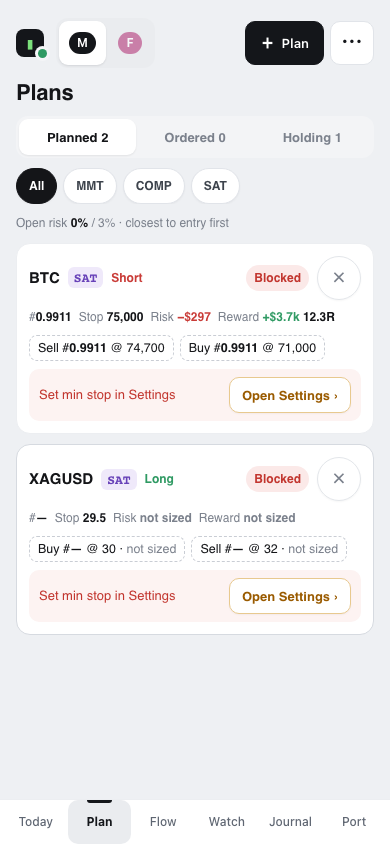 M F + Plan ...
Plans
Planned 2 Ordered 0 Holding 1
All MMT COMP SAT
Open risk 0% / 3% · closest to entry first
BTC SAT Short Blocked ×
#0.9911 Stop 75,000 Risk −$297 Reward +$3.7k 12.3R
Sell #0.9911 @ 74,700 Buy #0.9911 @ 71,000
Set min stop in Settings Open Settings ›
XAGUSD SAT Long Blocked ×
#— Stop 29.5 Risk not sized Reward not sized
Buy #— @ 30 · not sized Sell #— @ 32 · not sized
Set min stop in Settings Open Settings ›
Today Plan Flow Watch Journal Port